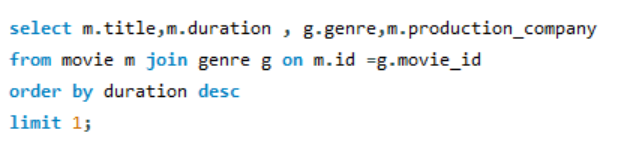 select m.title,m.duration , g.genre,m.production_company
from movie m join genre g on m.id =g.movie_id
order by duration desc
limit 1;